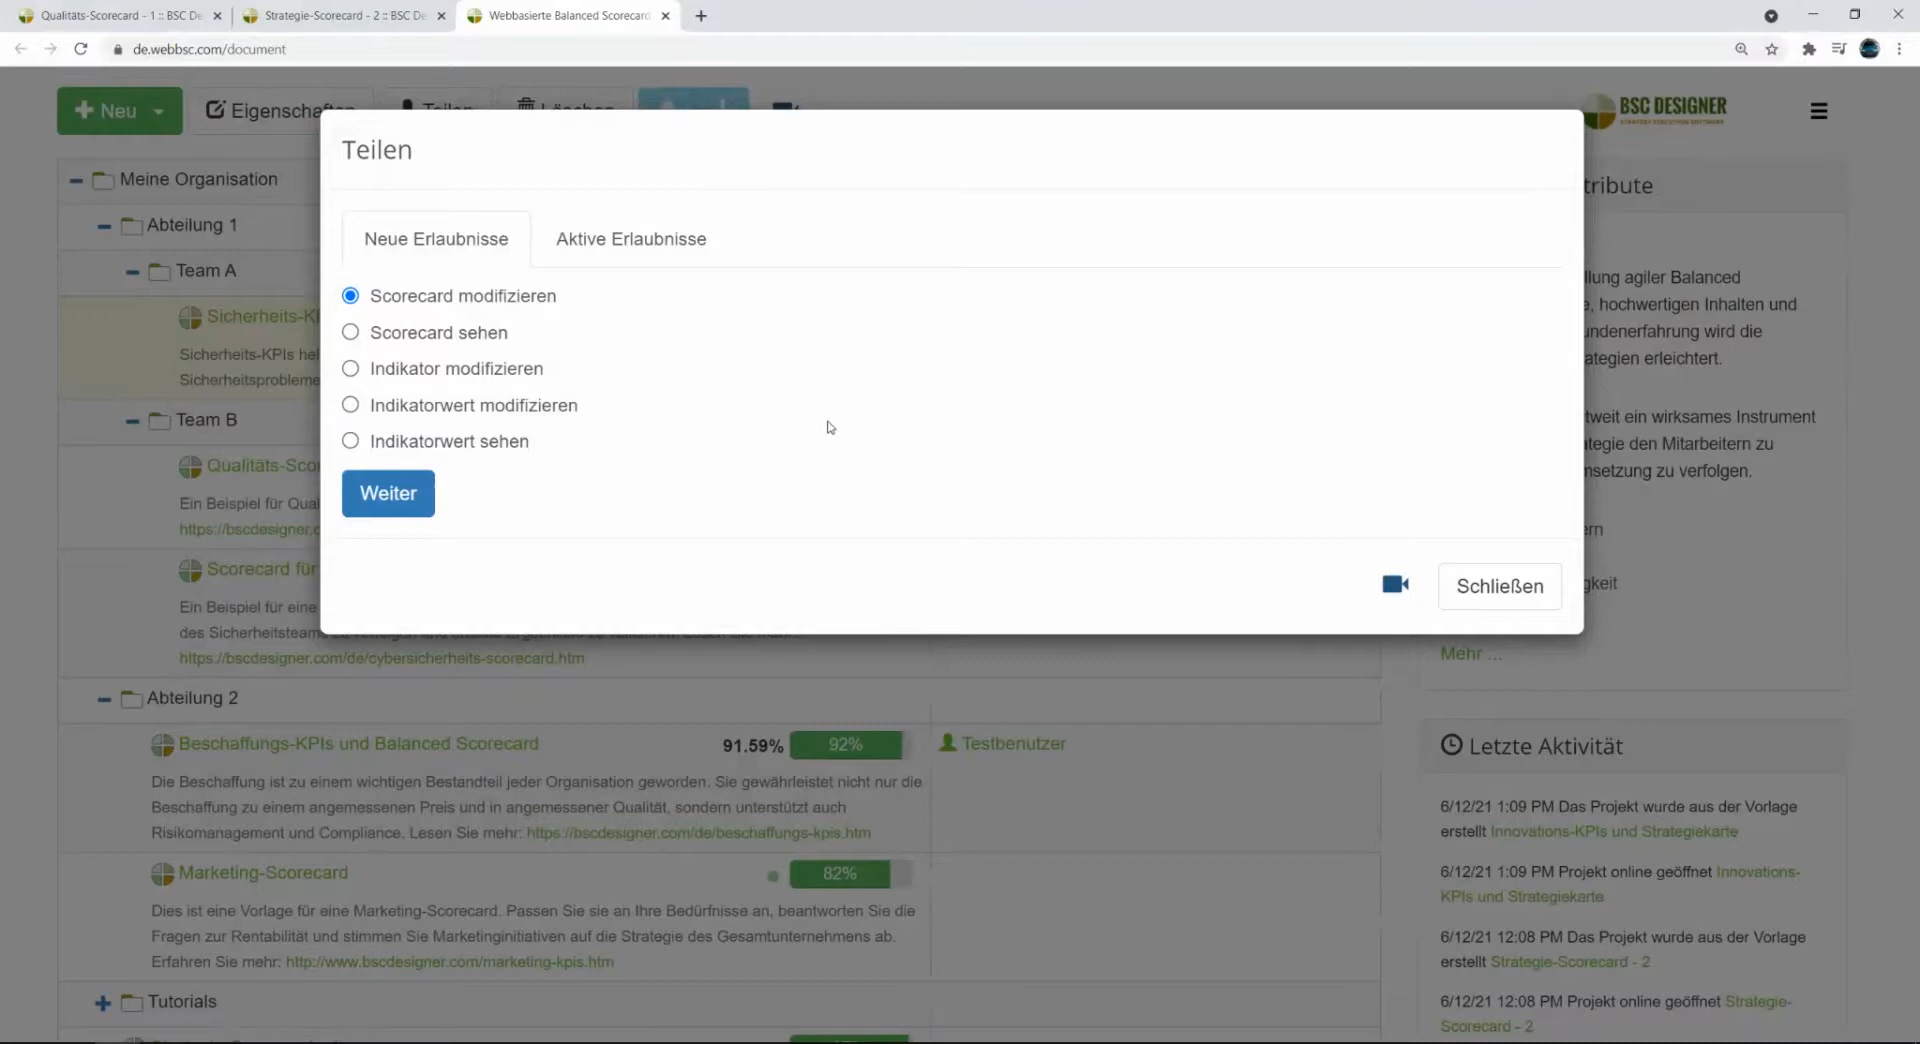 Qualitäts-Scorecard - 1 :: BSC De
Strategie-Scorecard - 2 :: BSC De
Webbasierte Balanced Scorecard
de.webbsc.com/document
Neu
Eigenschaften
Teilen
Löschen
BSC DESIGNER
Teilen
Neue Erlaubnisse
Aktive Erlaubnisse
Scorecard modifizieren
Scorecard sehen
Indikator modifizieren
Indikatorwert modifizieren
Indikatorwert sehen
Weiter
Schließen
Meine Organisation
Abteilung 1
Team A
Sicherheits-KI
Sicherheits-KPIs hel
Sicherheitsprobleme
Team B
Qualitäts-Sco
Ein Beispiel für Qual
https://bscdesigner.c
Scorecard für
Ein Beispiel für eine
des Sicherheitsteams
https://bscdesigner.com/de/cybersicherheits-scorecard.htm
Abteilung 2
Beschaffungs-KPIs und Balanced Scorecard
91.59%
92%
Testbenutzer
Die Beschaffung ist zu einem wichtigen Bestandteil jeder Organisation geworden. Sie gewährleistet nicht nur die
Beschaffung zu einem angemessenen Preis und in angemessener Qualität, sondern unterstützt auch
Risikomanagement und Compliance. Lesen Sie mehr: https://bscdesigner.com/de/beschaffungs-kpis.htm
Marketing-Scorecard
82%
Dies ist eine Vorlage für eine Marketing-Scorecard. Passen Sie sie an Ihre Bedürfnisse an, beantworten Sie die
Fragen zur Rentabilität und stimmen Sie Marketinginitiativen auf die Strategie des Gesamtunternehmens ab.
Erfahren Sie mehr: http://www.bscdesigner.com/marketing-kpis.htm
Tutorials
tribute
llung agiler Balanced
e, hochwertigen Inhalten und
undenerfahrung wird die
ategien erleichtert.
tweit ein wirksames Instrument
ategie den Mitarbeitern zu
nsetzung zu verfolgen.
ern
gkeit
Mehr ...
Letzte Aktivität
6/12/21 1:09 PM Das Projekt wurde aus der Vorlage
erstellt Innovations-KPIs und Strategiekarte
6/12/21 1:09 PM Projekt online geöffnet Innovations-
KPIs und Strategiekarte
6/12/21 12:08 PM Das Projekt wurde aus der Vorlage
erstellt Strategie-Scorecard - 2
6/12/21 12:08 PM Projekt online geöffnet Strategie-
Scorecard - 2